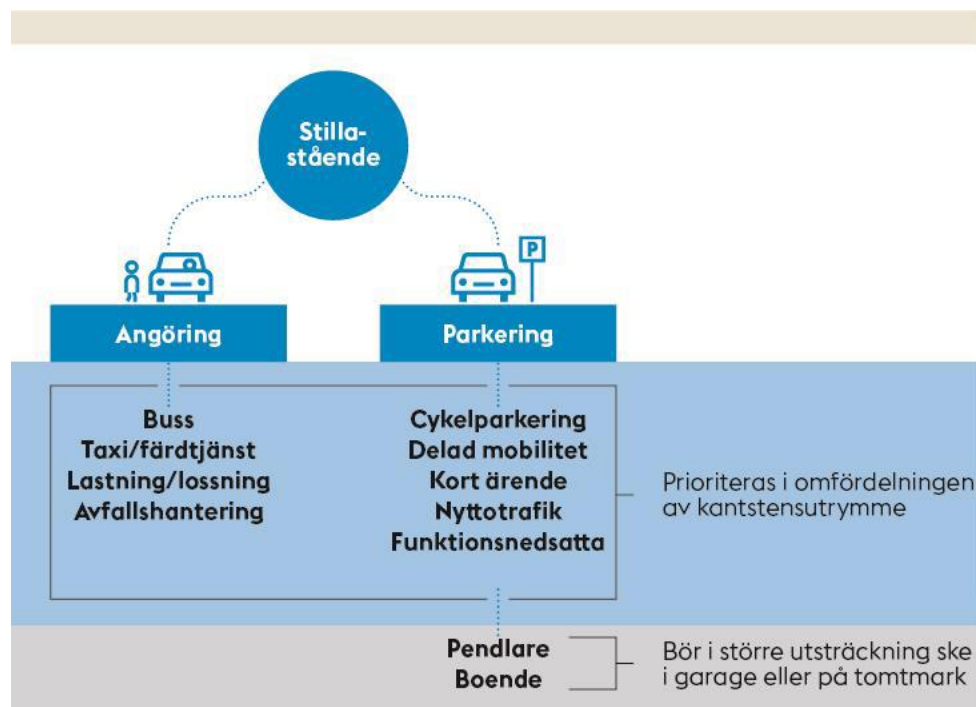 Stilla-
stående
P
Angöring
Parkering
Buss
Taxi/färdtjänst
Lastning/lossning
Avfallshantering
Cykelparkering
Delad mobilitet
Kort ärende
Nyttotrafik
Funktionsnedsatta
Prioriteras i omfördelningen
av kantstensutrymme
Pendlare
Boende
Bör i större utsträckning ske
i garage eller på tomtmark